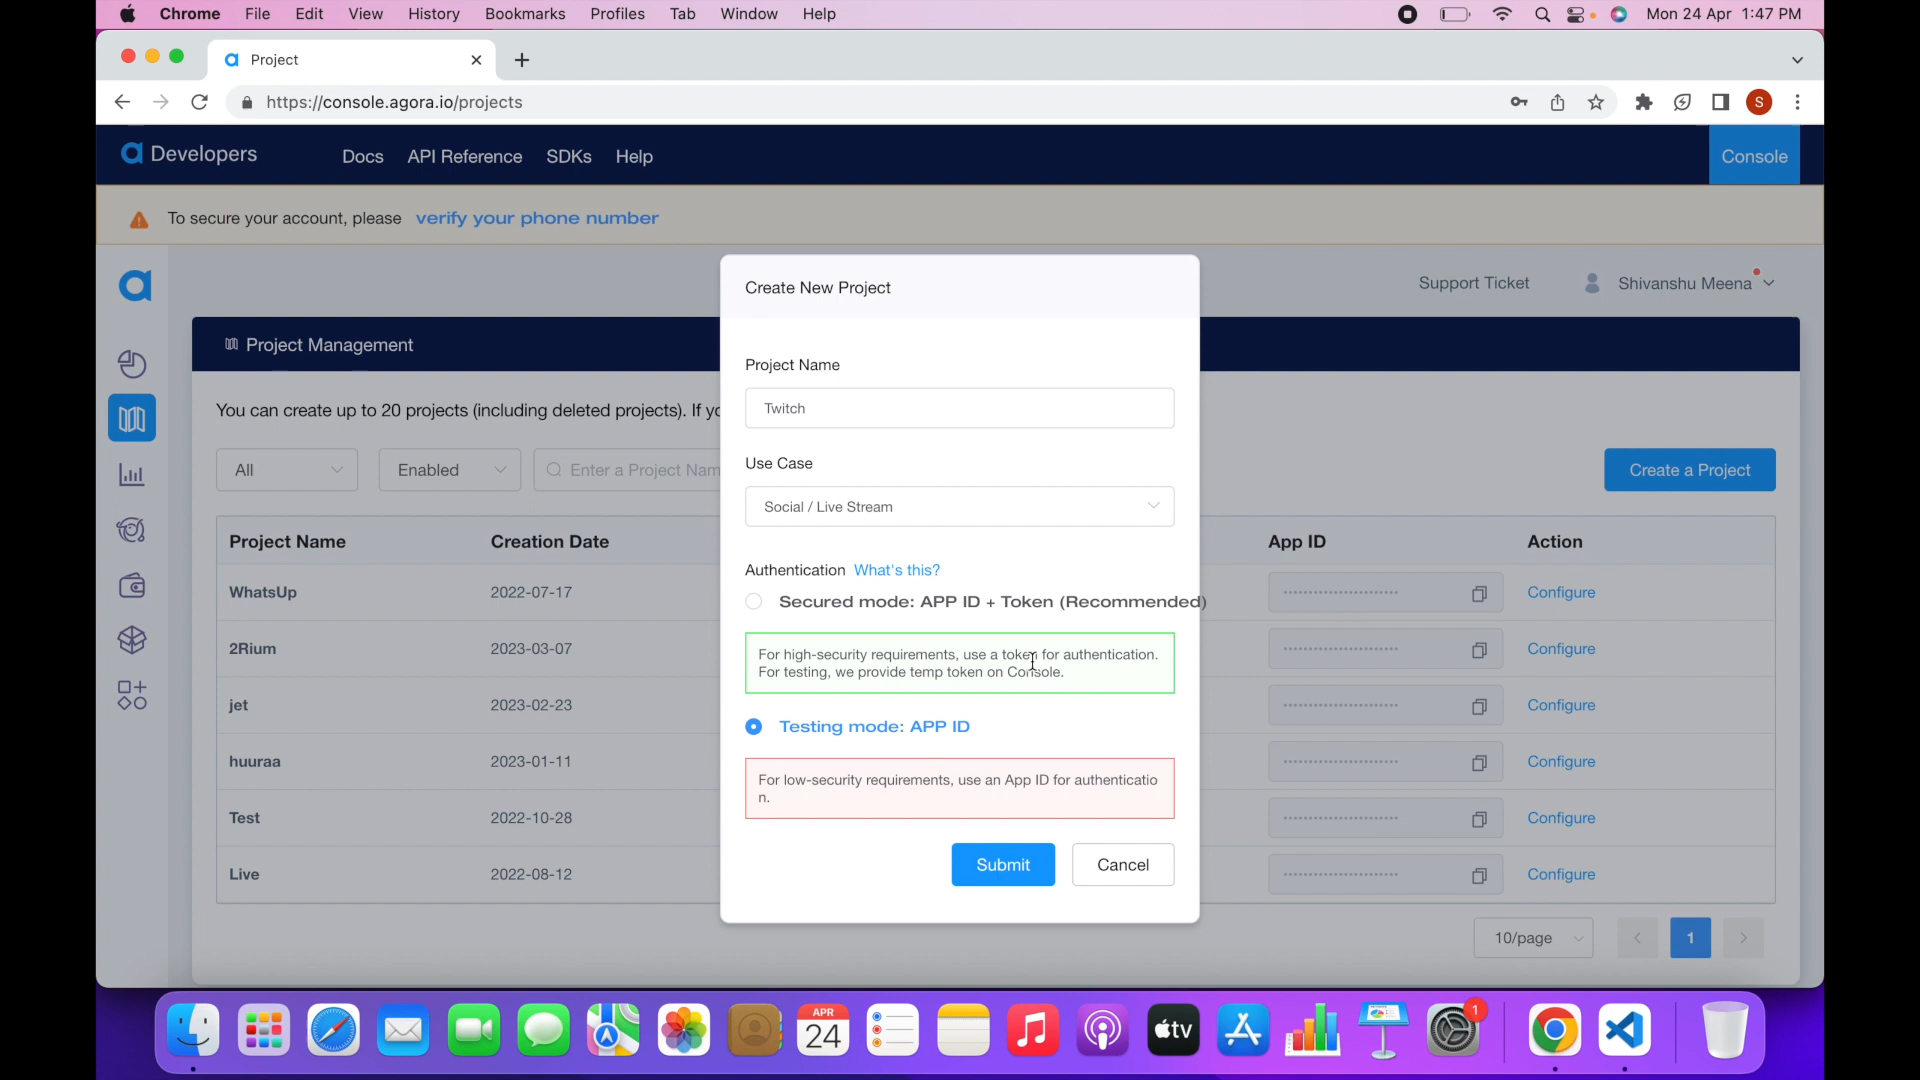 Chrome File Edit View History Bookmarks Profiles Tab Window Help Mon 24 Apr 1:47 PM
Project
https://console.agora.io/projects S
Developers Docs API Reference SDKs Help Console
To secure your account, please verify your phone number
Support Ticket Shivanshu Meena
Project Management
You can create up to 20 projects (including deleted projects). If
All Enabled Enter a Project Nam
Create a Project
Project Name Creation Date App ID Action
WhatsUp 2022-07-17 Configure
2Rium 2023-03-07 Configure
jet 2023-02-23 Configure
huuraa 2023-01-11 Configure
Test 2022-10-28 Configure
Live 2022-08-12 Configure
10/page 1
Create New Project
Project Name
Twitch
Use Case
Social / Live Stream
Authentication What's this?
Secured mode: APP ID + Token (Recommended)
For high-security requirements, use a token for authentication.
For testing, we provide temp token on Console.
Testing mode: APP ID
For low-security requirements, use an App ID for authenticatio
n.
Submit Cancel
APR
24
tv
1